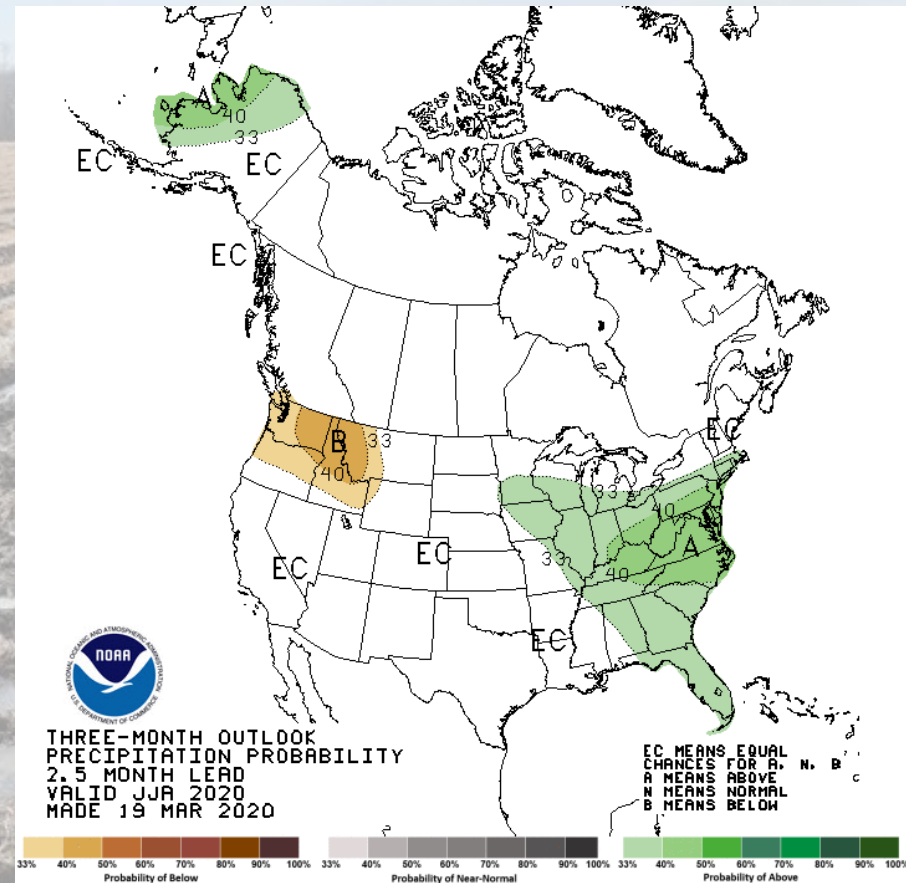 A
40
33
EC
EC
EC
B
33
40
EC
33
40
A
33
40
EC
EC
EC
NATIONAL OCEANIC AND ATMOSPHERIC ADMINISTRATION
NOAA
U.S. DEPARTMENT OF COMMERCE
THREE-MONTH OUTLOOK
PRECIPITATION PROBABILITY
2.5 MONTH LEAD
VALID JJA 2020
MADE 19 MAR 2020
EC MEANS EQUAL
CHANCES FOR A, N, B
A MEANS ABOVE
N MEANS NORMAL
B MEANS BELOW
33% 40% 50% 60% 70% 80% 90% 100%
Probability of Below
33% 40% 50% 60% 70% 80% 90% 100%
Probability of Near-Normal
33% 40% 50% 60% 70% 80% 90% 100%
Probability of Above